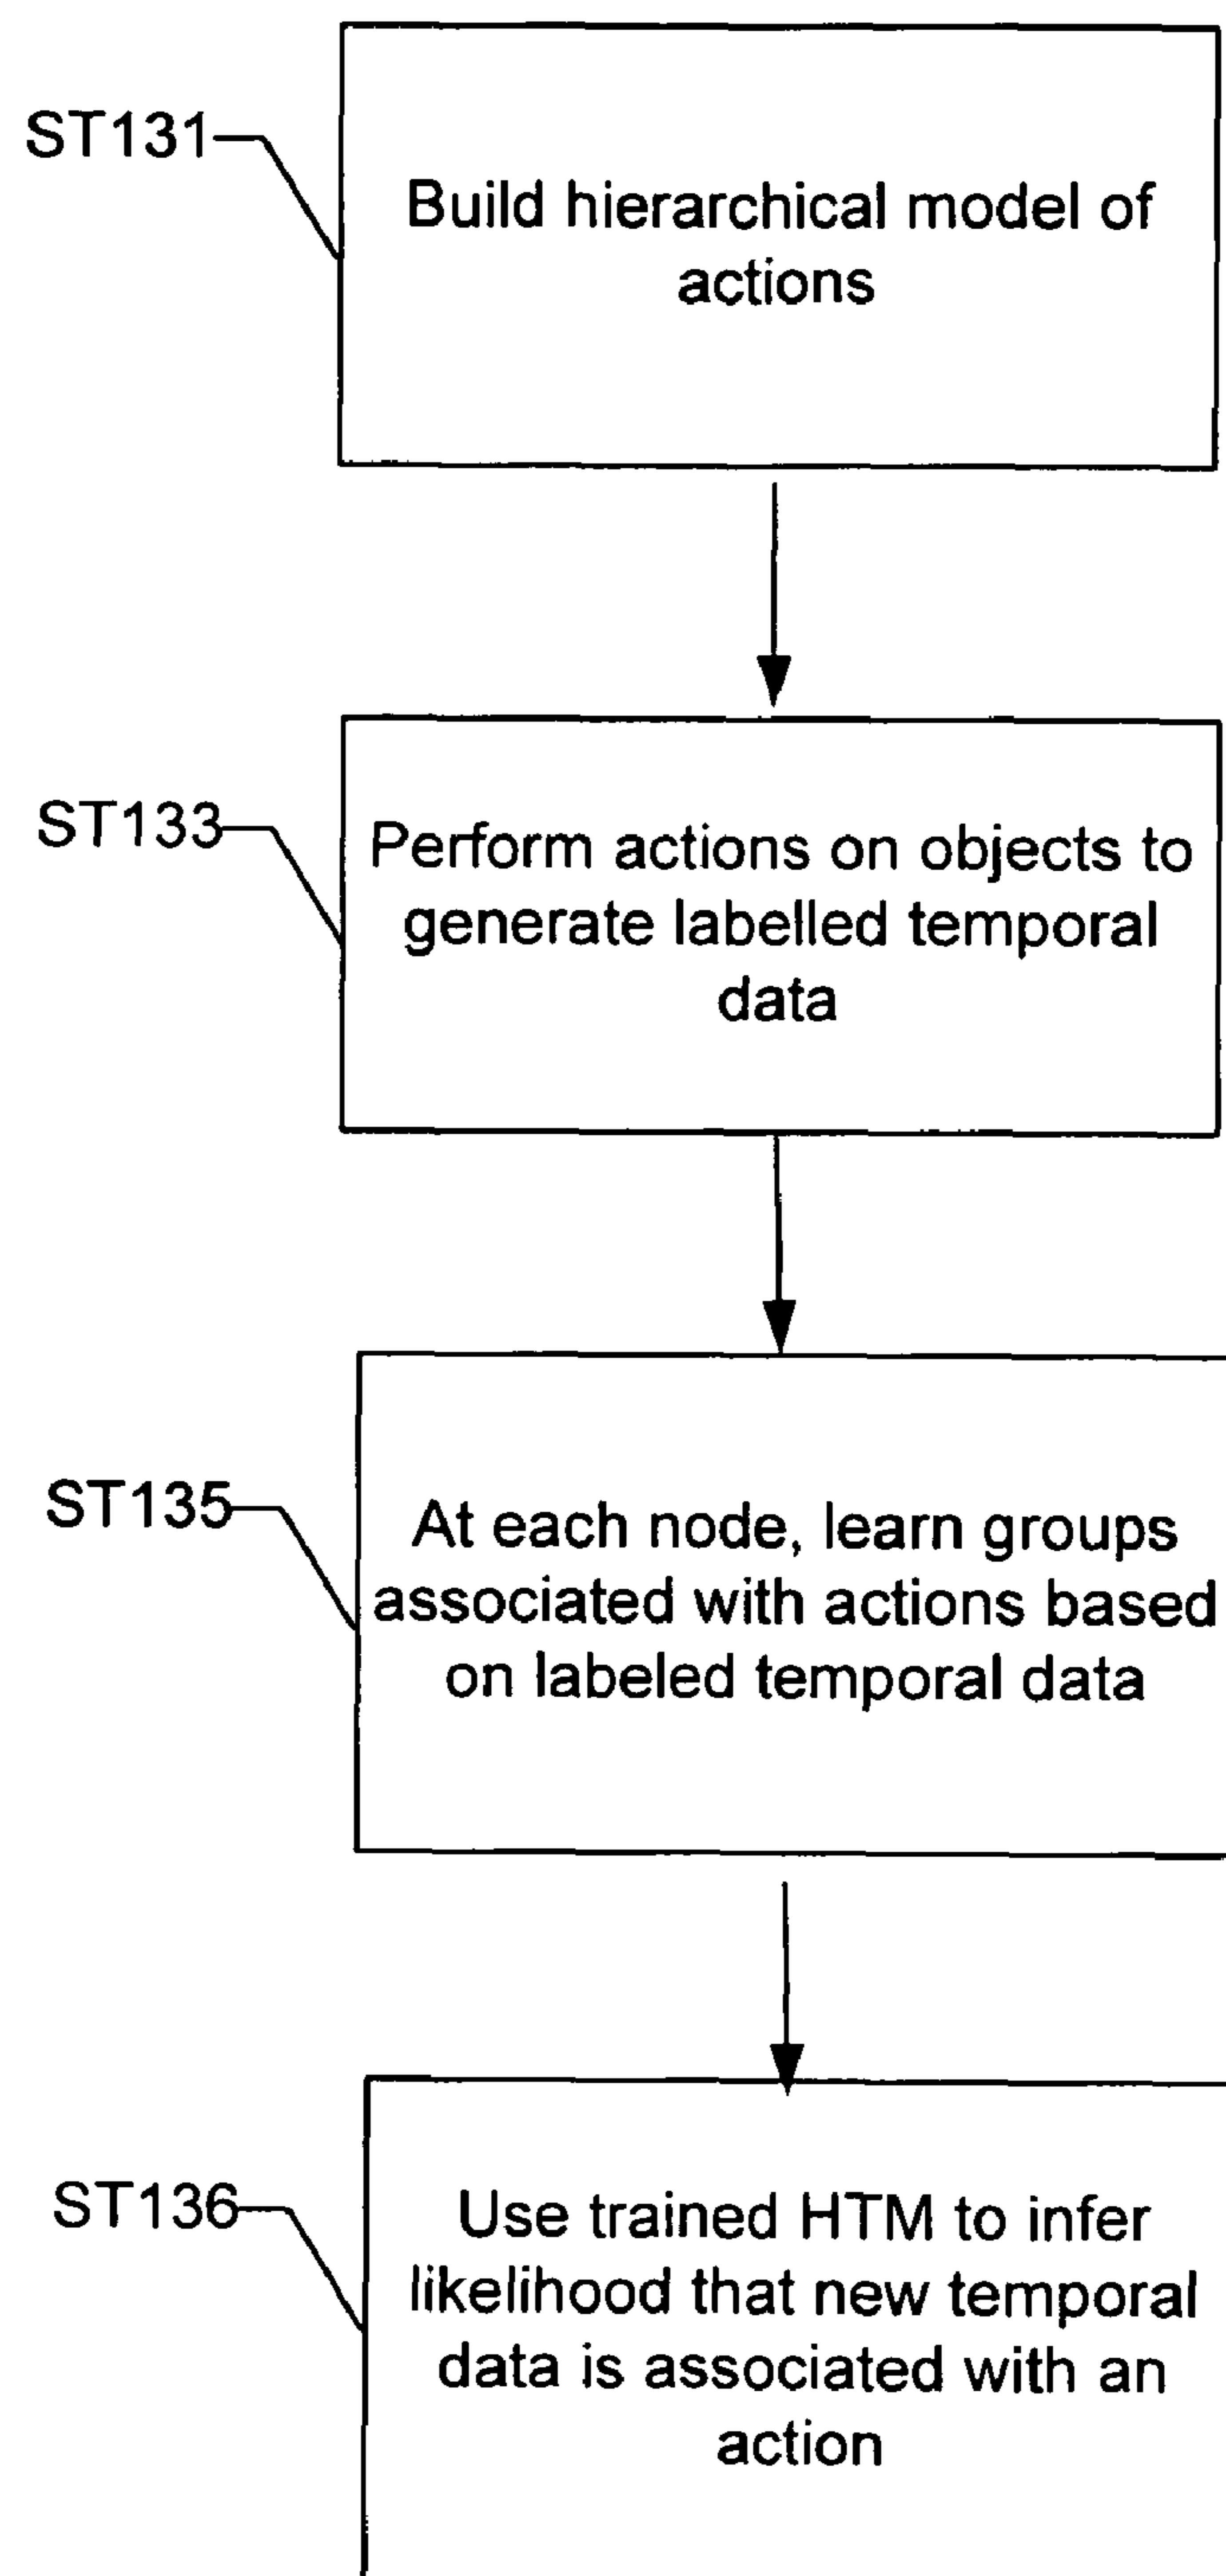 ST131
Build hierarchical model of
actions
ST133
Perform actions on objects to
generate labelled temporal
data
ST135
At each node, learn groups
associated with actions based
on labeled temporal data
ST136
Use trained HTM to infer
likelihood that new temporal
data is associated with an
action